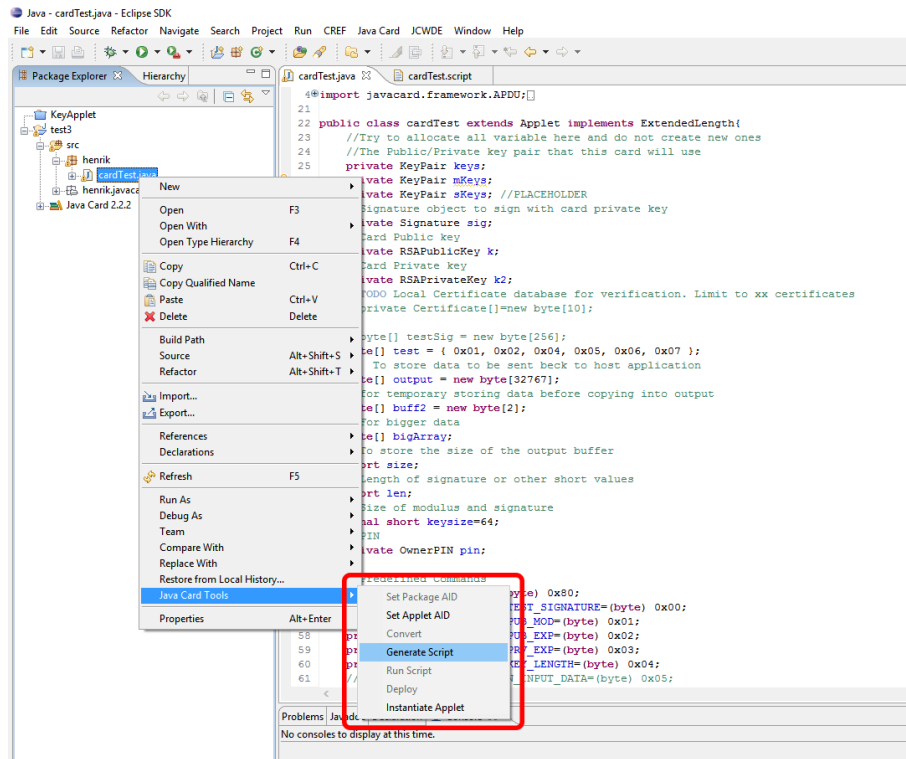 Java - cardTest.java - Eclipse SDK
File Edit Source Refactor Navigate Search Project Run CREF Java Card JCWDE Window Help
Package Explorer Hierarchy
KeyApplet
test3
src
henrik
cardTest.java
henrik.javaca
Java Card 2.2.2
cardTest.java cardTest.script
4 import javacard.framework.APDU;
21
22 public class cardTest extends Applet implements ExtendedLength{
23 //Try to allocate all variable here and do not create new ones
24 //The Public/Private key pair that this card will use
25 private KeyPair keys;
ivate KeyPair mKeys;
ivate KeyPair sKeys; //PLACEHOLDER
Signature object to sign with card private key
ivate Signature sig;
Card Public key
ivate RSAPublicKey k;
Card Private key
ivate RSAPrivateKey k2;
TODO Local Certificate database for verification. Limit to xx certificates
private Certificate[]=new byte[10];
byte[] testSig = new byte[256];
te[] test = { 0x01, 0x02, 0x04, 0x05, 0x06, 0x07 };
To store data to be sent beck to host application
te[] output = new byte[32767];
for temporary storing data before copying into output
te[] buff2 = new byte[2];
for bigger data
te[] bigArray;
To store the size of the output buffer
ort size;
Length of signature or other short values
ort len;
Size of modulus and signature
nal short keysize=64;
PIN
ivate OwnerPIN pin;
Predefined Commands
yte) 0x80;
TEST_SIGNATURE=(byte) 0x00;
PUB_MOD=(byte) 0x01;
58 pr PUB_EXP=(byte) 0x02;
59 pr PRV_EXP=(byte) 0x03;
60 pr KEY_LENGTH=(byte) 0x04;
61 // N_INPUT_DATA=(byte) 0x05;
New
Open F3
Open With
Open Type Hierarchy F4
Copy Ctrl+C
Copy Qualified Name
Paste Ctrl+V
Delete Delete
Build Path
Source Alt+Shift+S
Refactor Alt+Shift+T
Import...
Export...
References
Declarations
Refresh F5
Run As
Debug As
Team
Compare With
Replace With
Restore from Local History...
Java Card Tools
Properties Alt+Enter
Set Package AID
Set Applet AID
Convert
Generate Script
Run Script
Deploy
Instantiate Applet
Problems Javadoc
No consoles to display at this time.